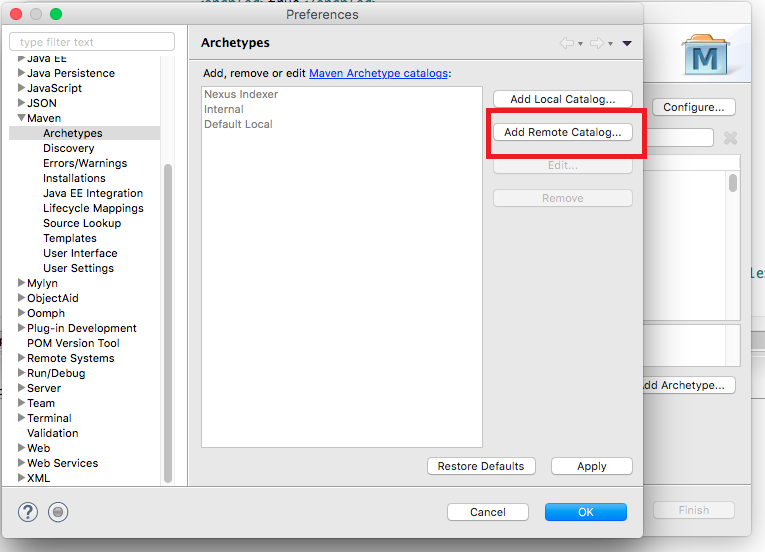 Preferences
type filter text
Java EE
Java Persistence
JavaScript
JSON
Maven
Archetypes
Discovery
Errors/Warnings
Installations
Java EE Integration
Lifecycle Mappings
Source Lookup
Templates
User Interface
User Settings
Mylyn
ObjectAid
Oomph
Plug-in Development
POM Version Tool
Remote Systems
Run/Debug
Server
Team
Terminal
Validation
Web
Web Services
XML
Archetypes
Add, remove or edit Maven Archetype catalogs:
Nexus Indexer
Internal
Default Local
Add Local Catalog...
Add Remote Catalog...
Edit...
Remove
Restore Defaults
Apply
Cancel
OK
M
Configure...
Archetype...
Finish